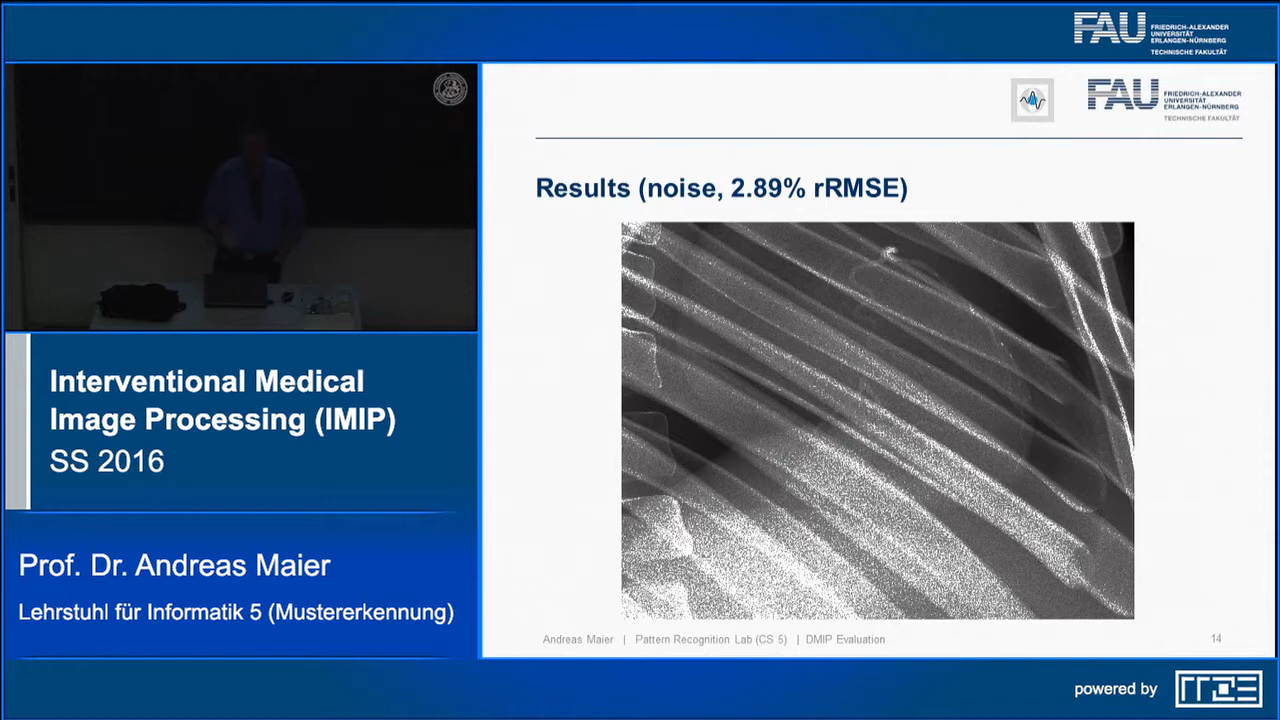 FAU
FRIEDRICH-ALEXANDER
UNIVERSITÄT
ERLANGEN-NÜRNBERG
TECHNISCHE FAKULTÄT
FAU
FRIEDRICH-ALEXANDER
UNIVERSITÄT
ERLANGEN-NÜRNBERG
TECHNISCHE FAKULTÄT
Results (noise, 2.89% rRMSE)
Interventional Medical
Image Processing (IMIP)
SS 2016
Prof. Dr. Andreas Maier
Lehrstuhl für Informatik 5 (Mustererkennung)
Andreas Maier | Pattern Recognition Lab (CS 5) | DMIP Evaluation
14
powered by